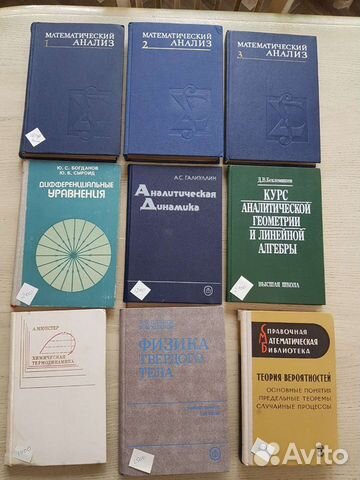 МАТЕМАТИЧЕСКИЙ
1 АНАЛИЗ
МАТЕМАТИЧЕСКИЙ
2 АНАЛИЗ
МАТЕМАТИЧЕСКИЙ
3 АНАЛИЗ
Ю. С. БОГДАНОВ
Ю. Б. СЫРОИД
ДИФФЕРЕНЦИАЛЬНЫЕ
УРАВНЕНИЯ
А.С. ГАЛИУЛЛИН
Аналитическая
Динамика
Д.В.Беклемишев
КУРС
АНАЛИТИЧЕСКОЙ
ГЕОМЕТРИИ
И ЛИНЕЙНОЙ
АЛГЕБРЫ
ВЫСШАЯ ШКОЛА
А. МЮНСТЕР
ХИМИЧЕСКАЯ
ТЕРМОДИНАМИКА
ФИЗИКА
ТВЕРДОГО
ТЕЛА
СПРАВОЧНАЯ
МАТЕМАТИЧЕСКАЯ
БИБЛИОТЕКА
ТЕОРИЯ ВЕРОЯТНОСТЕЙ
ОСНОВНЫЕ ПОНЯТИЯ
ПРЕДЕЛЬНЫЕ ТЕОРЕМЫ
СЛУЧАЙНЫЕ ПРОЦЕССЫ
Avito